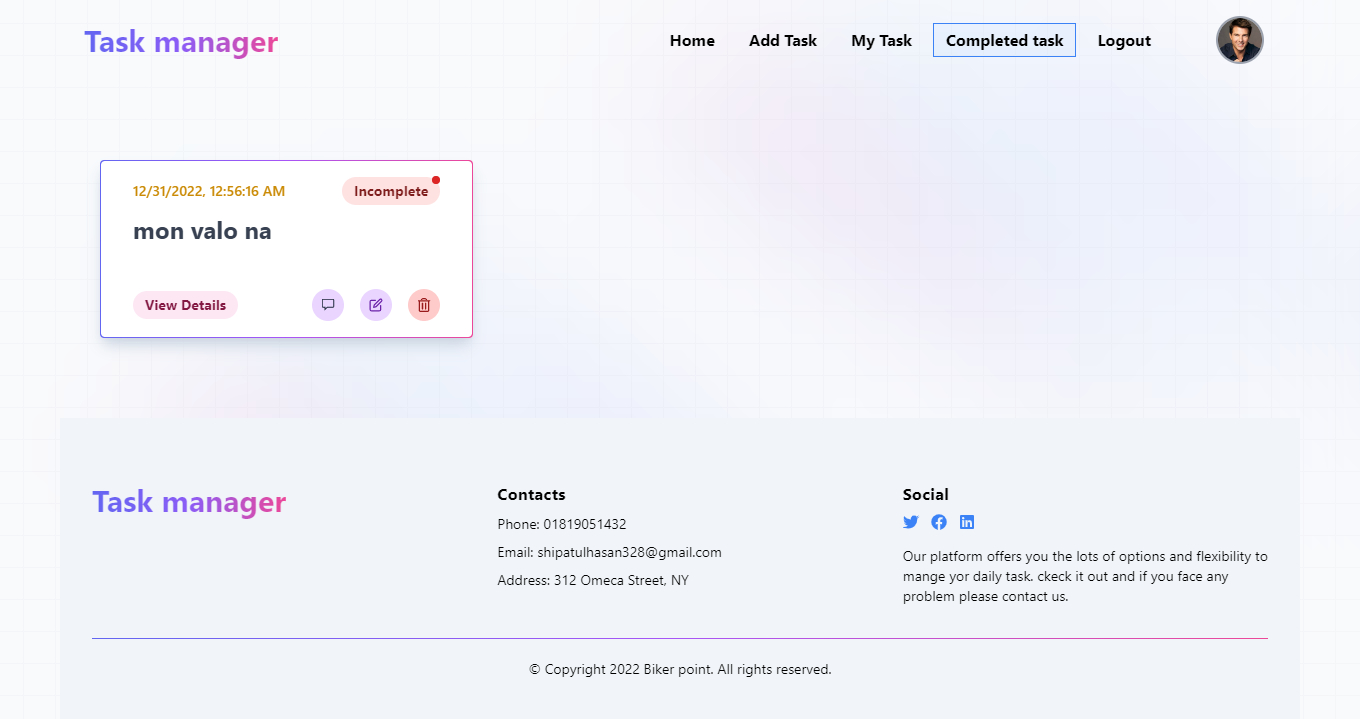 Task manager
Home Add Task My Task Completed task Logout
12/31/2022, 12:56:16 AM Incomplete
mon valo na
View Details
Task manager
Contacts
Phone: 01819051432
Email: shipatulhasan328@gmail.com
Address: 312 Omeca Street, NY
Social
Our platform offers you the lots of options and flexibility to
mange yor daily task. ckeck it out and if you face any
problem please contact us.
© Copyright 2022 Biker point. All rights reserved.